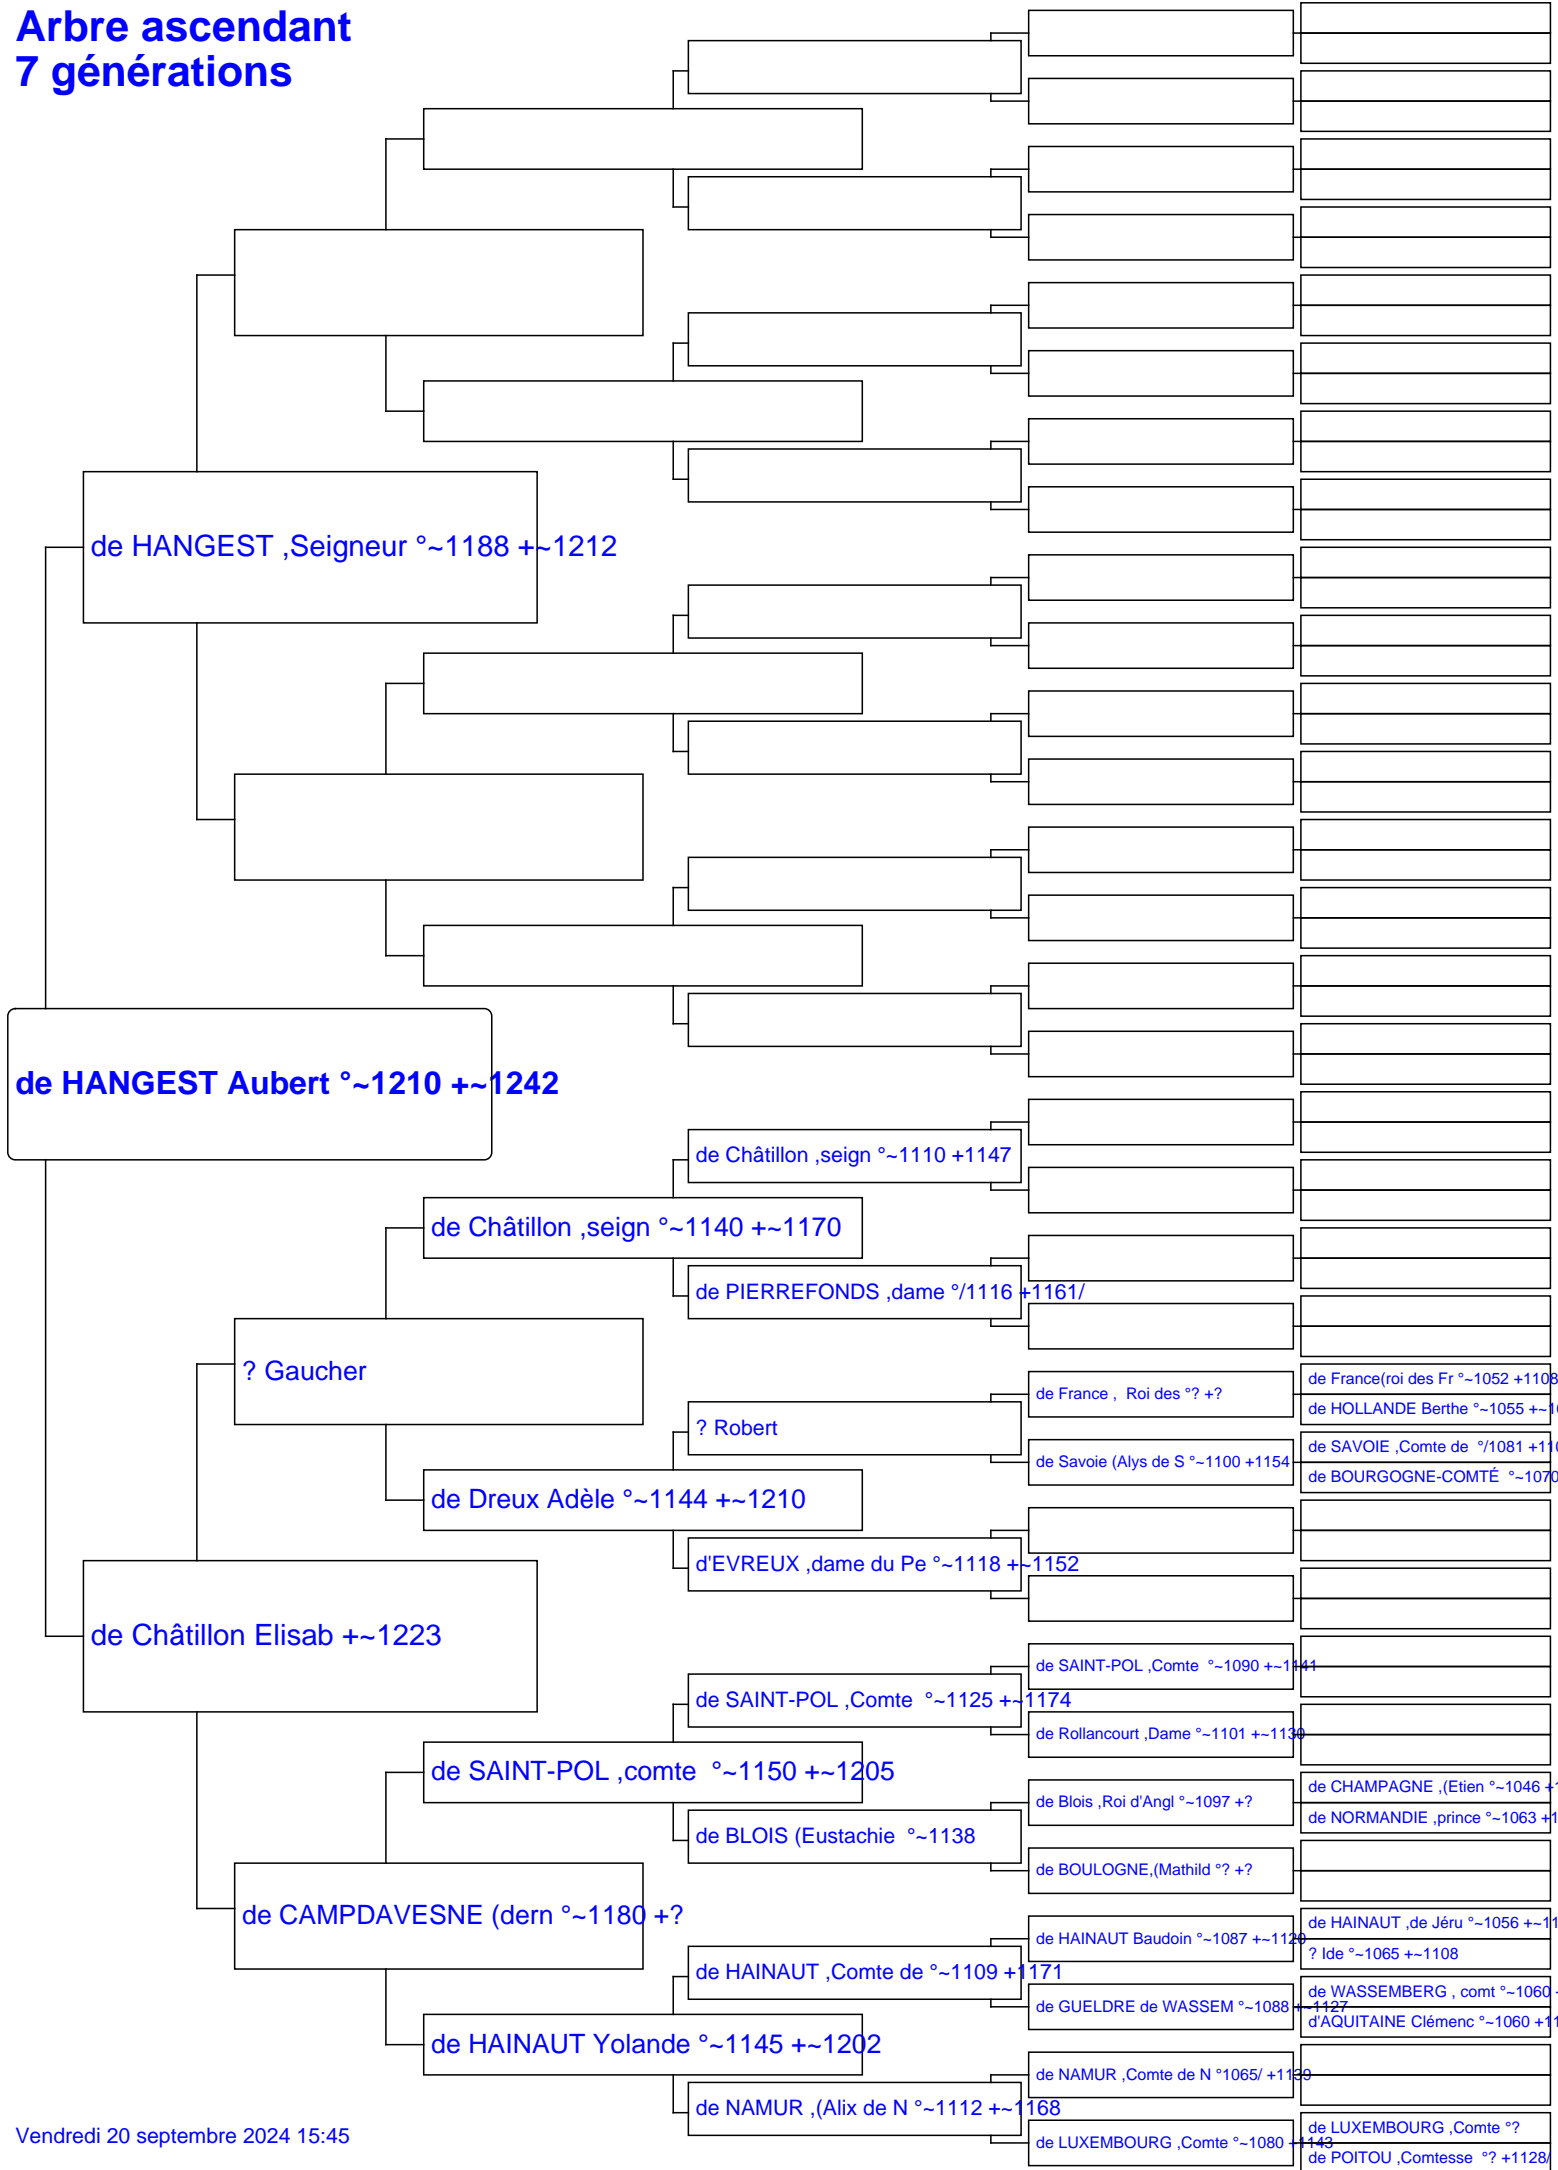 Arbre ascendant
7 générations
de HANGEST ,Seigneur °~1188 +~1212
de HANGEST Aubert °~1210 +~1242
de Châtillon ,seign °~1110 +1147
de Châtillon ,seign °~1140 +~1170
de PIERREFONDS ,dame °/1116 +1161/
? Gaucher
de France(roi des Fr °~1052 +1108
de France ,  Roi des °? +?
de HOLLANDE Berthe °~1055 +~1
? Robert
de SAVOIE ,Comte de  °/1081 +110
de Savoie (Alys de S °~1100 +1154
de BOURGOGNE-COMTÉ  °~1070
de Dreux Adèle °~1144 +~1210
d'EVREUX ,dame du Pe °~1118 +~1152
de Châtillon Elisab +~1223
de SAINT-POL ,Comte  °~1090 +~1141
de SAINT-POL ,Comte  °~1125 +~1174
de Rollancourt ,Dame °~1101 +~1130
de SAINT-POL ,comte  °~1150 +~1205
de CHAMPAGNE ,(Etien °~1046 +1
de Blois ,Roi d'Angl °~1097 +?
de NORMANDIE ,prince °~1063 +1
de BLOIS (Eustachie  °~1138
de BOULOGNE,(Mathild °? +?
de CAMPDAVESNE (dern °~1180 +?
de HAINAUT ,de Jéru °~1056 +~11
de HAINAUT Baudoin °~1087 +~1120
? Ide °~1065 +~1108
de HAINAUT ,Comte de °~1109 +1171
de WASSEMBERG , comt °~1060 +
de GUELDRE de WASSEM °~1088 +~1127
d'AQUITAINE Clémenc °~1060 +11
de HAINAUT Yolande °~1145 +~1202
de NAMUR ,Comte de N °1065/ +1139
de NAMUR ,(Alix de N °~1112 +~1168
de LUXEMBOURG ,Comte °?
de LUXEMBOURG ,Comte °~1080 +1143
de POITOU ,Comtesse  °? +1128/
Vendredi 20 septembre 2024 15:45